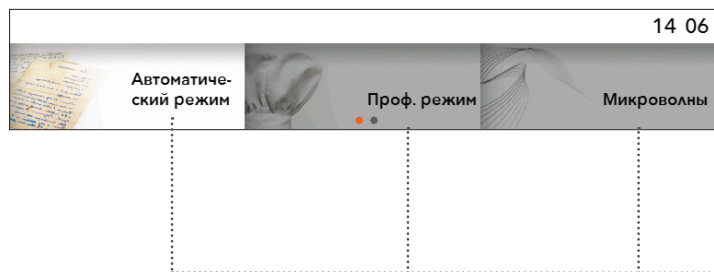 14 06
Автоматиче-
ский режим
Проф. режим
Микроволны